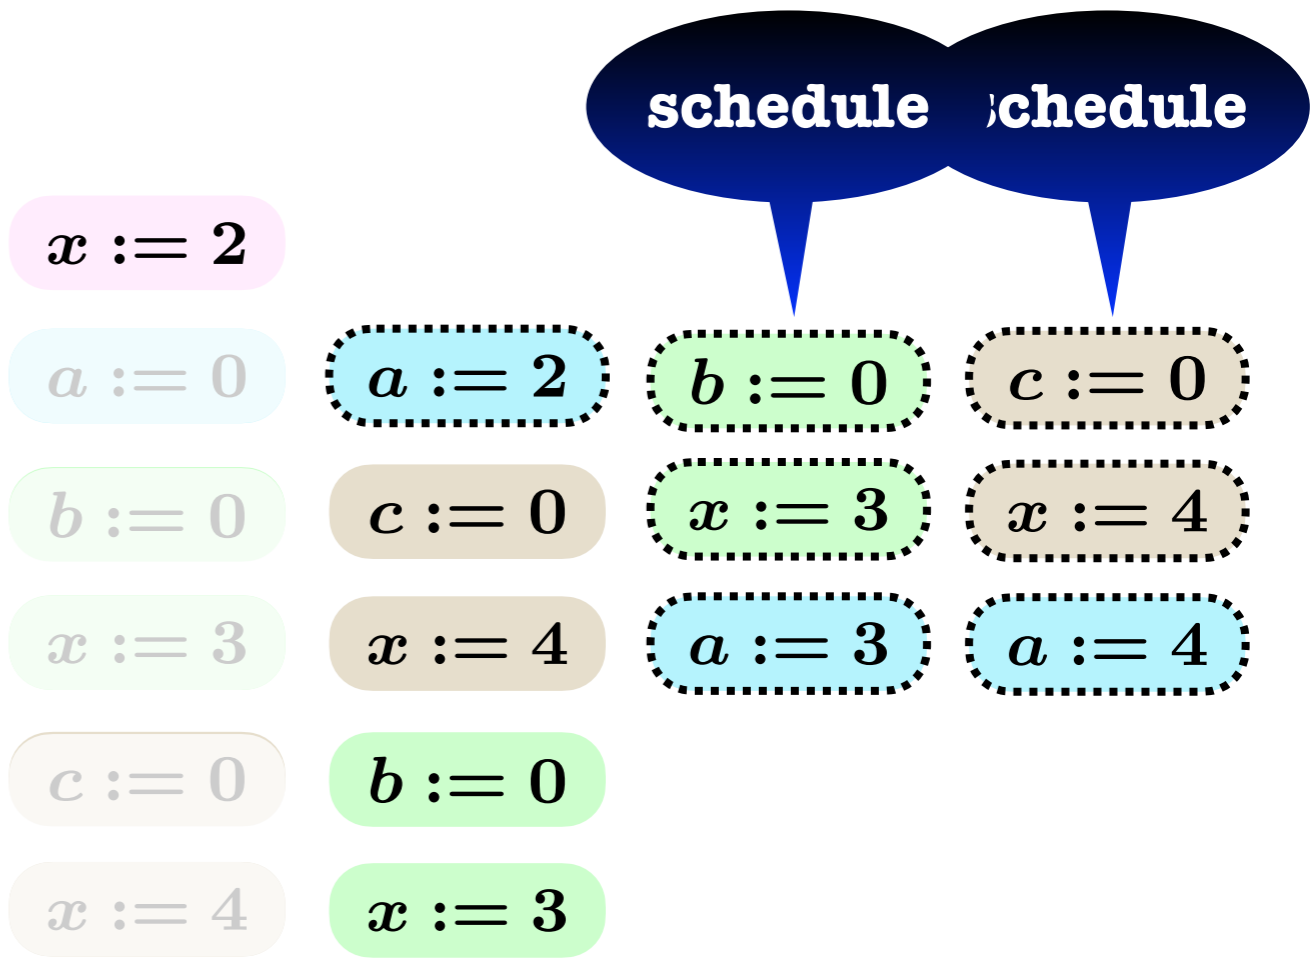 schedule schedule
x := 2
a := 0 a := 2 b := 0 c := 0
b := 0 c := 0 x := 3 x := 4
x := 3 x := 4 a := 3 a := 4
c := 0 b := 0
x := 4 x := 3